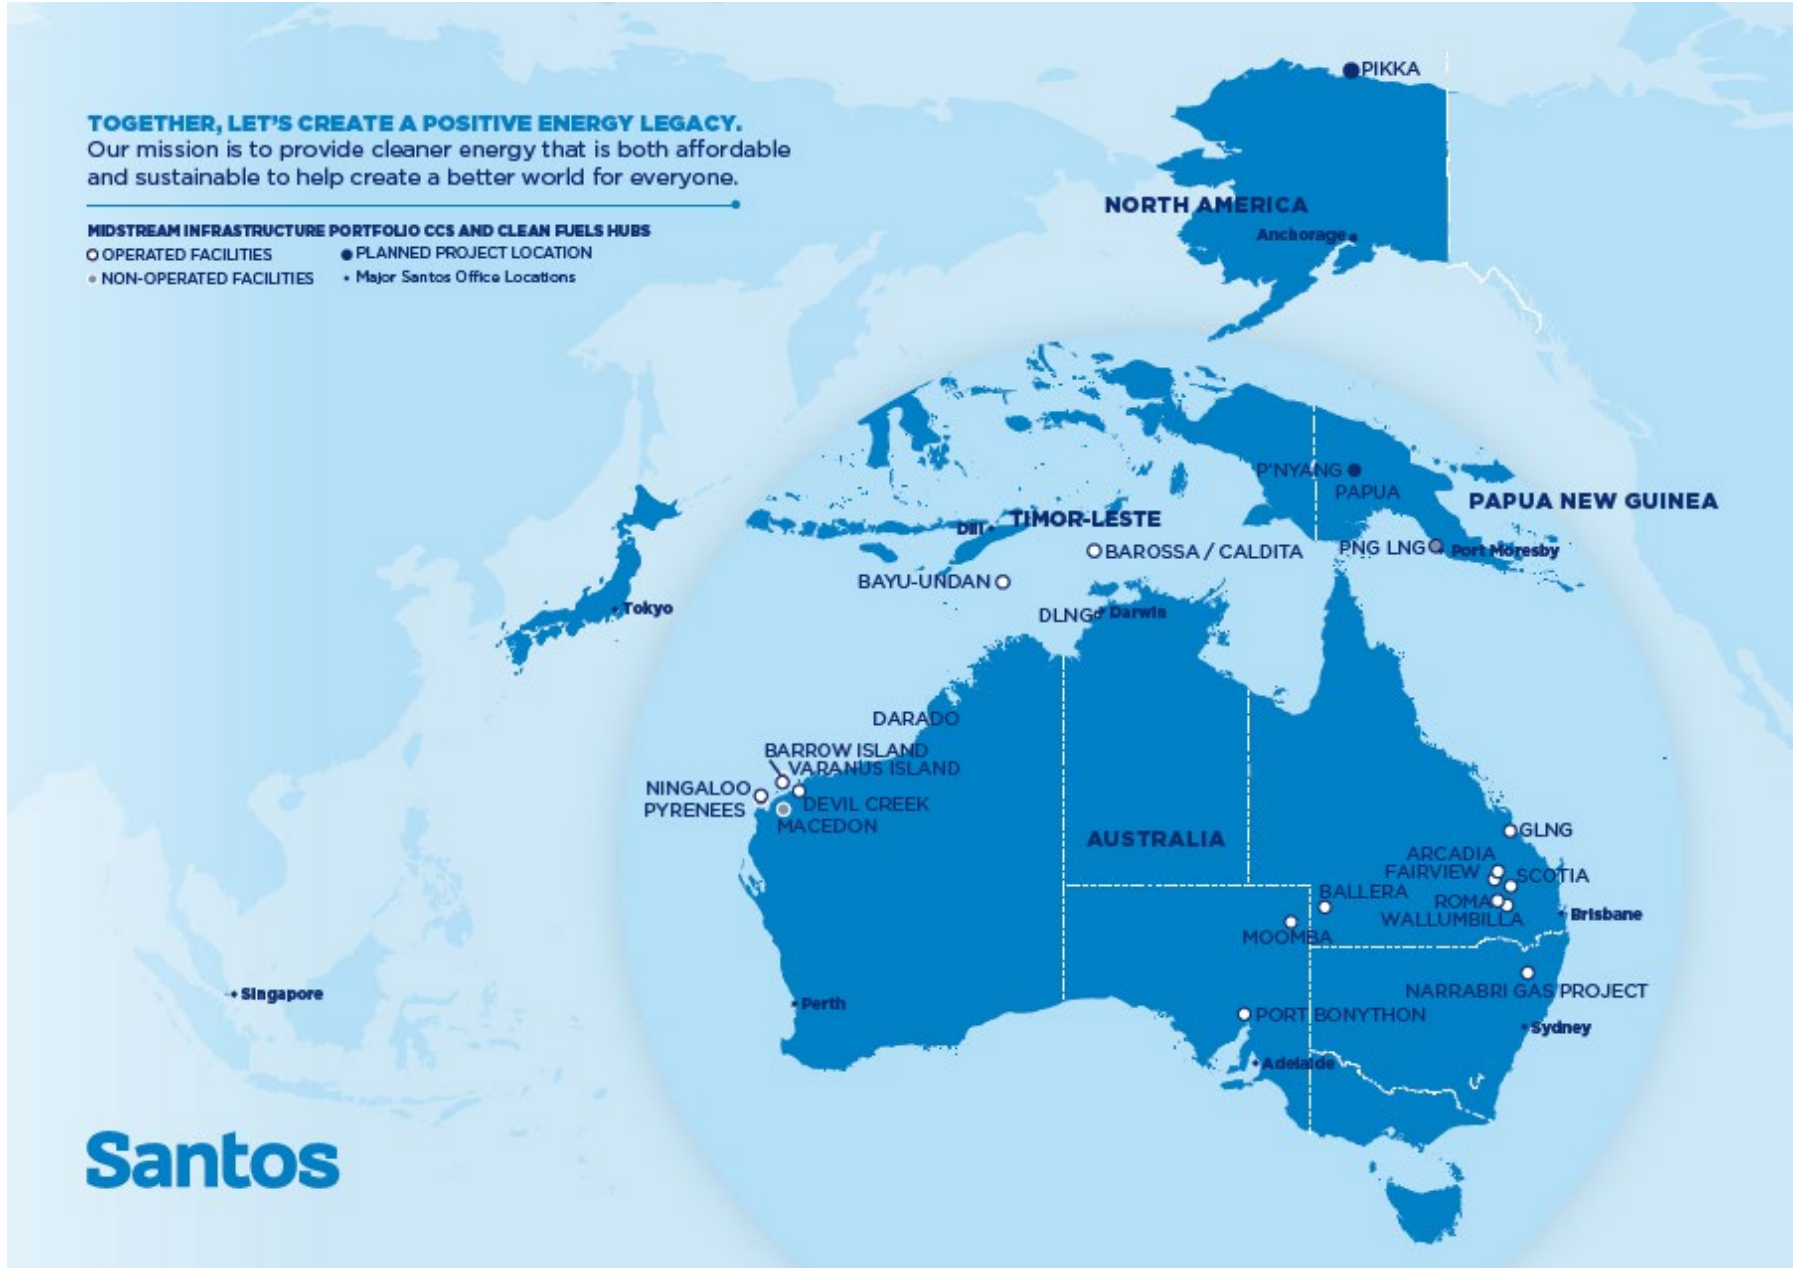 TOGETHER, LET'S CREATE A POSITIVE ENERGY LEGACY.
Our mission is to provide cleaner energy that is both affordable
and sustainable to help create a better world for everyone.
MIDSTREAM INFRASTRUCTURE PORTFOLIO CCS AND CLEAN FUELS HUBS
OPERATED FACILITIES
PLANNED PROJECT LOCATION
NON-OPERATED FACILITIES
Major Santos Office Locations
PIKKA
NORTH AMERICA
Anchorage
P'NYANG
PAPUA
PAPUA NEW GUINEA
TIMOR-LESTE
Dili
BAROSSA / CALDITA
PNG LNG
Port Moresby
BAYU-UNDAN
DLNG
Darwin
Tokyo
DARADO
BARROW ISLAND
VARANUS ISLAND
NINGALOO
PYRENEES
DEVIL CREEK
MACEDON
AUSTRALIA
GLNG
ARCADIA
FAIRVIEW
SCOTIA
BALLERA
ROMA
WALLUMBILLA
Brisbane
MOOMBA
NARRABRI GAS PROJECT
Singapore
Perth
PORT BONYTHON
Sydney
Adelaide
Santos